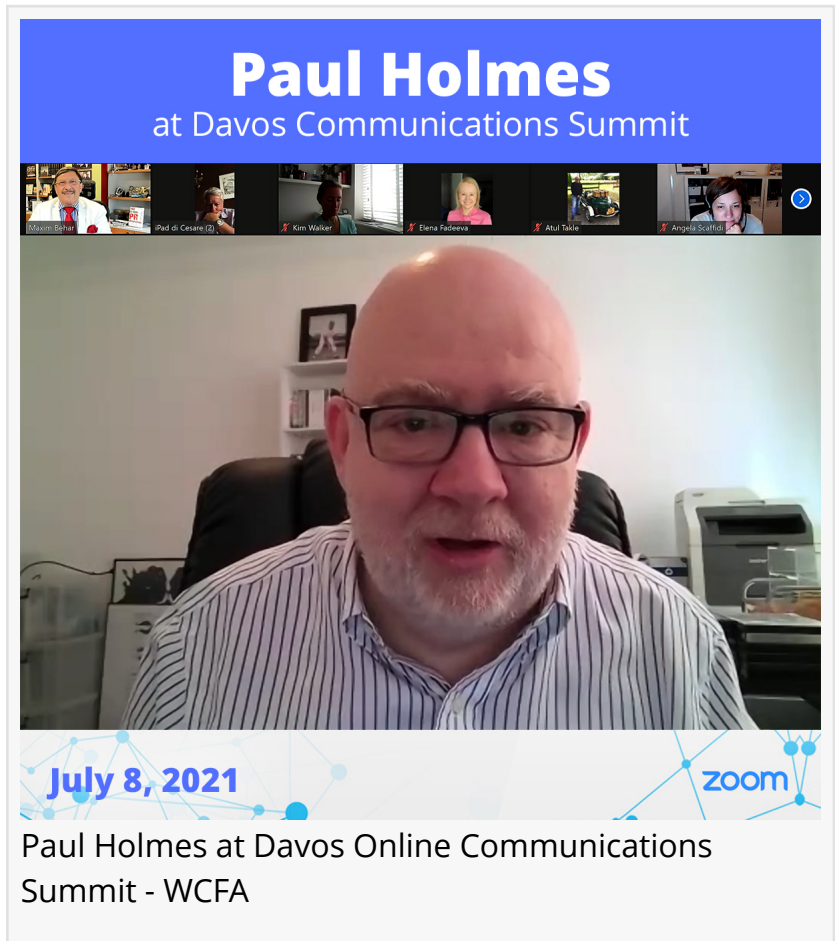 Paul Holmes
at Davos Communications Summit
Maxim Behar
iPad di Cesare (2)
Kim Walker
Elena Fadeeva
Atul Takle
Angela Scaffidi
July 8, 2021
zoom
Paul Holmes at Davos Online Communications
Summit - WCFA